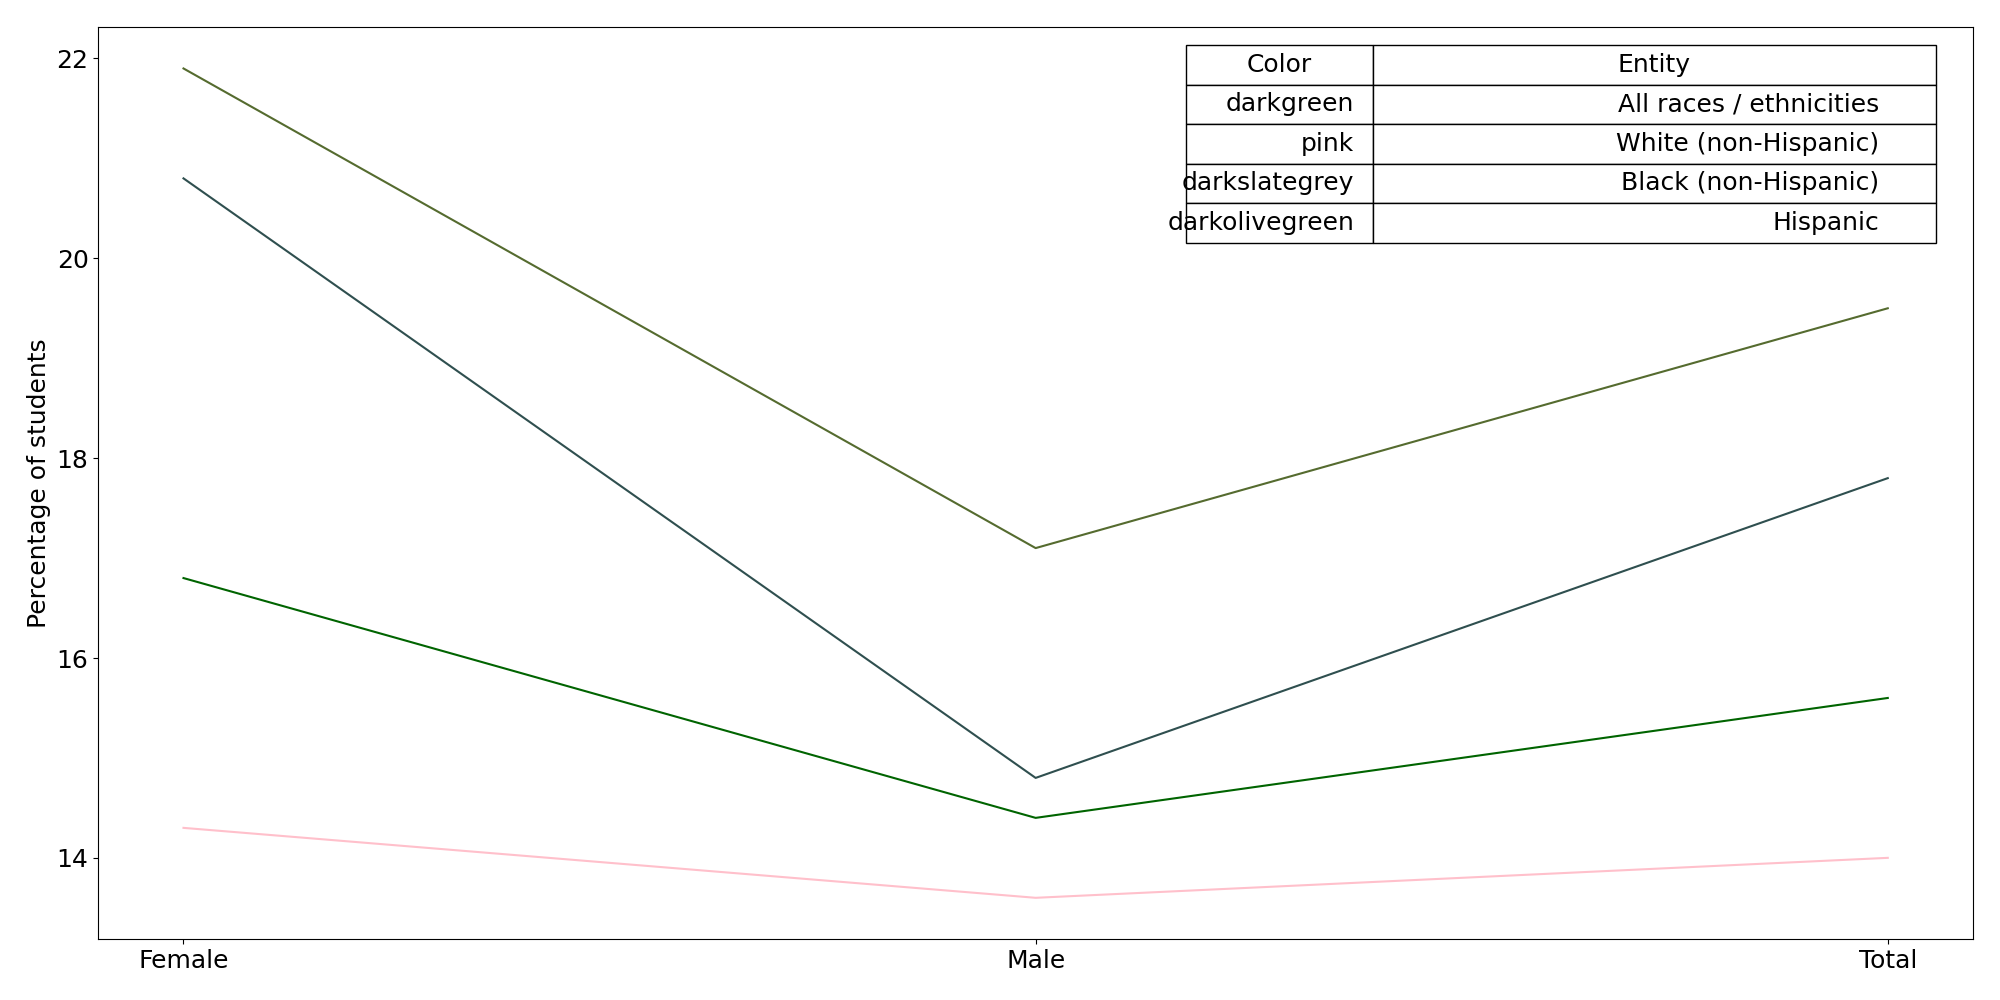 22
20
18
16
14
Percentage of students
Female Male Total
Color Entity
darkgreen All races / ethnicities
pink White (non-Hispanic)
darkslategrey Black (non-Hispanic)
darkolivegreen Hispanic